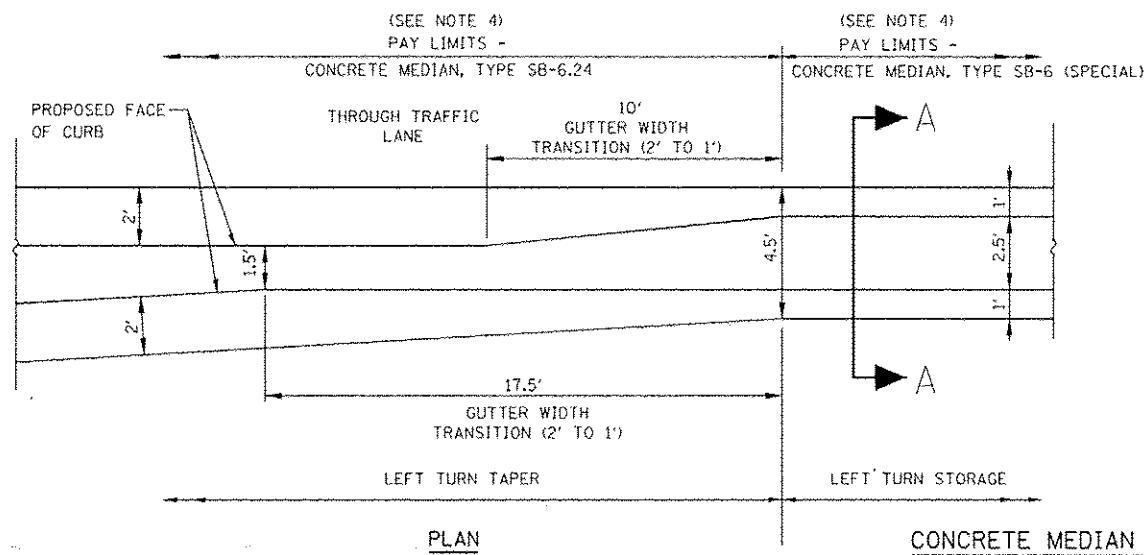 (SEE NOTE 4)
PAY LIMITS -
CONCRETE MEDIAN, TYPE SB-6.24
(SEE NOTE 4)
PAY LIMITS -
CONCRETE MEDIAN, TYPE SB-6 (SPECIAL)
PROPOSED FACE
OF CURB
THROUGH TRAFFIC
LANE
10'
GUTTER WIDTH
TRANSITION (2' TO 1')
A
2'
1.5'
4.5'
1'
2.5'
1'
2'
A
17.5'
GUTTER WIDTH
TRANSITION (2' TO 1')
LEFT TURN TAPER
LEFT TURN STORAGE
PLAN
CONCRETE MEDIAN